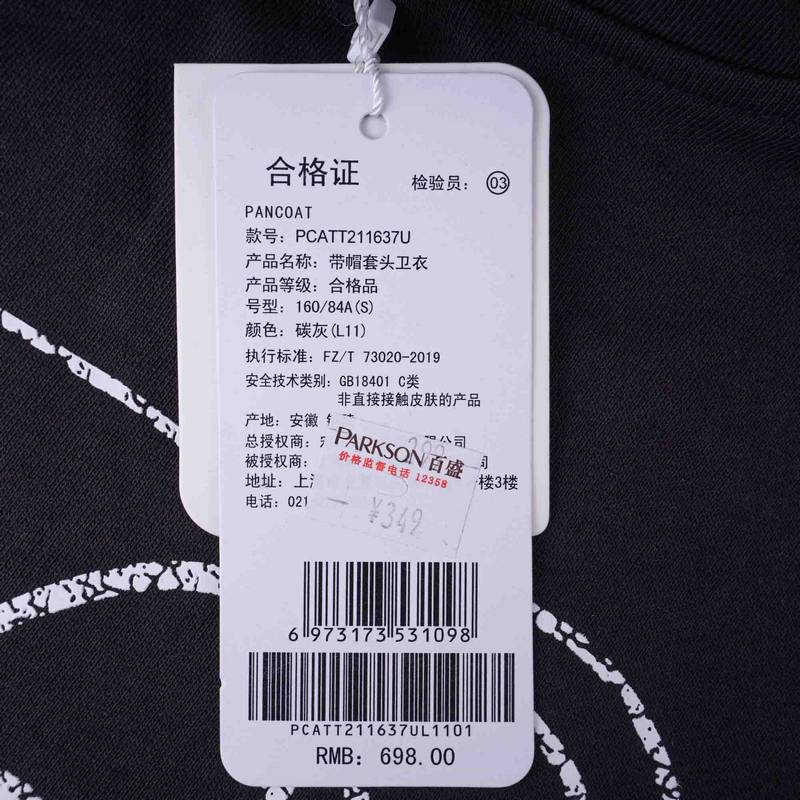 合格证
检验员： 03
PANCOAT
款号： PCATT211637U
产品名称： 带帽套头卫衣
产品等级： 合格品
号型： 160/84A(S)
颜色： 碳灰(L11)
执行标准： FZ/T 73020-2019
安全技术类别： GB18401 C类
非直接接触皮肤的产品
产地： 安徽
总授权商： 限公司
被授权商： 司
地址： 上 楼3楼
电话： 021
PARKSON 百盛
价格监督电话 12358
¥349
6 973173 531098
PCATT211637UL1101
RMB： 698.00